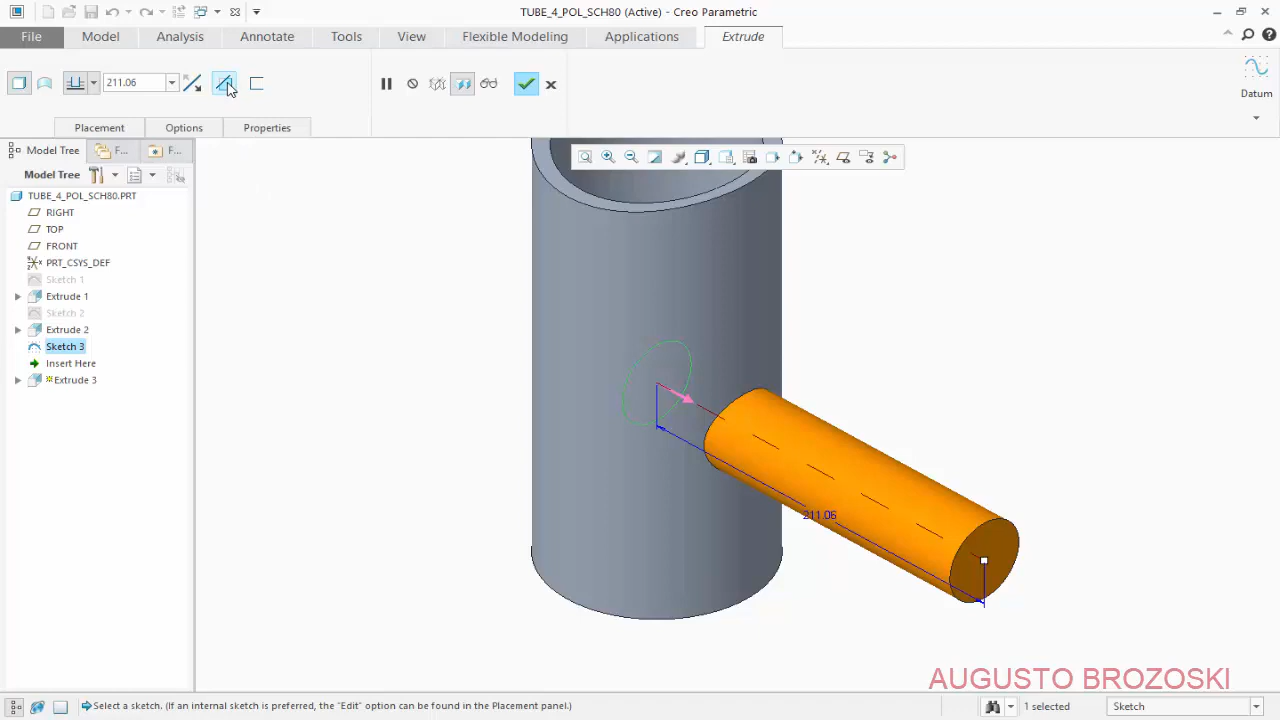 TUBE_4_POL_SCH80 (Active) - Creo Parametric
File Model Analysis Annotate Tools View Flexible Modeling Applications Extrude
211.06
Datum
Placement Options Properties
Model Tree F... F...
Model Tree
TUBE_4_POL_SCH80.PRT
RIGHT
TOP
FRONT
PRT_CSYS_DEF
Sketch 1
Extrude 1
Sketch 2
Extrude 2
Sketch 3
Insert Here
Extrude 3
211.06
AUGUSTO BROZOSKI
Select a sketch. (If an internal sketch is preferred, the "Edit" option can be found in the Placement panel.) 1 selected Sketch